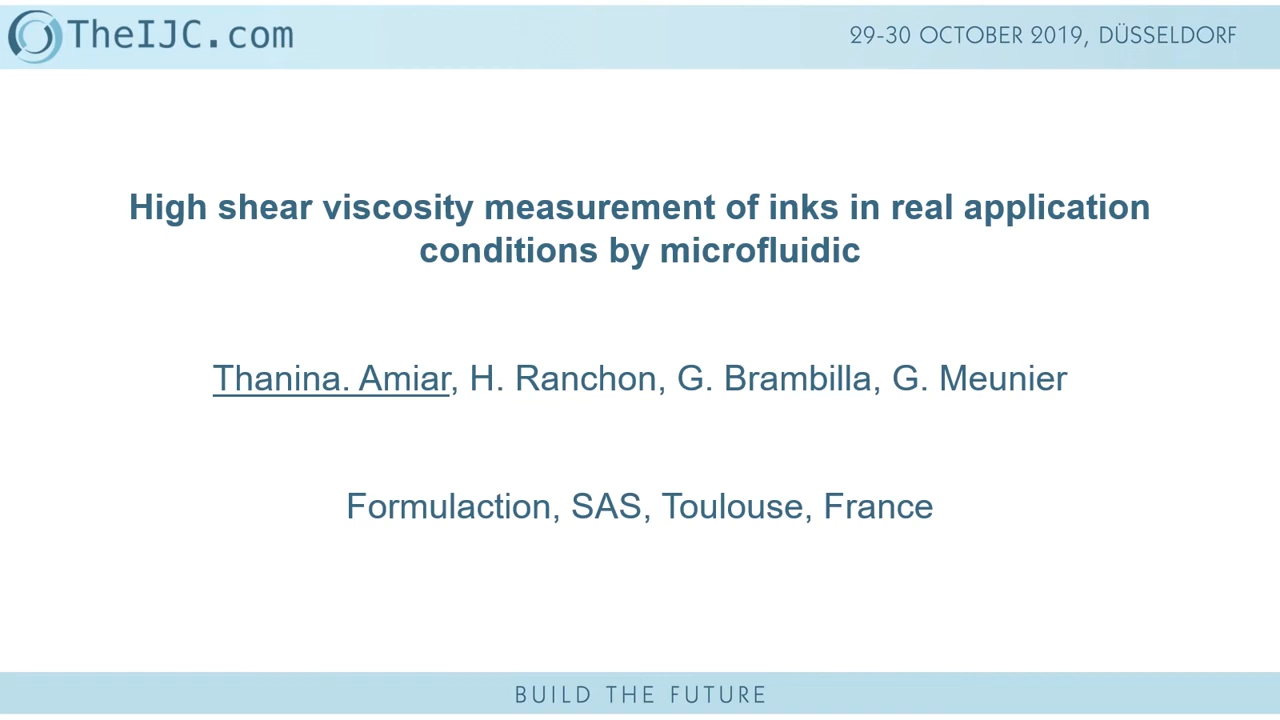 TheIJC.com
29-30 OCTOBER 2019, DÜSSELDORF
High shear viscosity measurement of inks in real application
conditions by microfluidic
Thanina. Amiar, H. Ranchon, G. Brambilla, G. Meunier
Formulaction, SAS, Toulouse, France
BUILD THE FUTURE